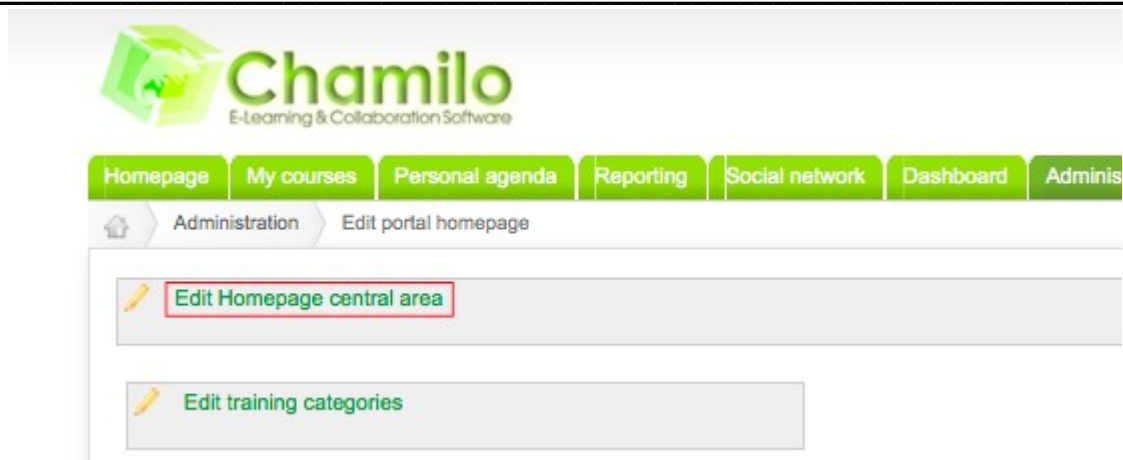 Chamilo
E-Learning & Collaboration Software
Homepage My courses Personal agenda Reporting Social network Dashboard Adminis
Administration Edit portal homepage
Edit Homepage central area
Edit training categories